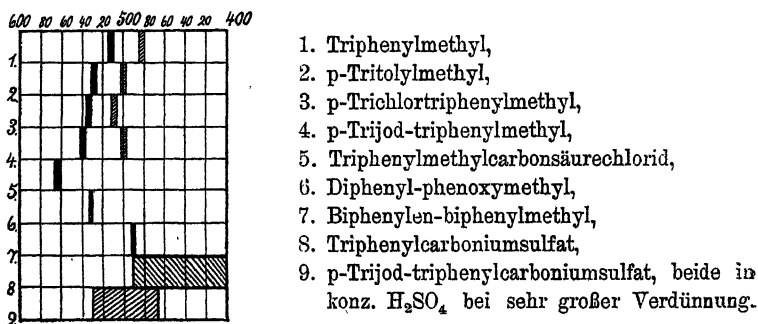 600 80 60 40 20 500 80 60 40 20 400
1.
2.
3.
4.
5.
6.
7.
8
9.
1. Triphenylmethyl,
2. p-Tritolylmethyl,
3. p-Trichlortriphenylmethyl,
4. p-Trijod-triphenylmethyl,
5. Triphenylmethylcarbonsäurechlorid,
6. Diphenyl-phenoxymethyl,
7. Biphenylen-biphenylmethyl,
8. Triphenylcarboniumsulfat,
9. p-Trijod-triphenylcarboniumsulfat, beide in
konz. H₂SO₄ bei sehr großer Verdünnung.